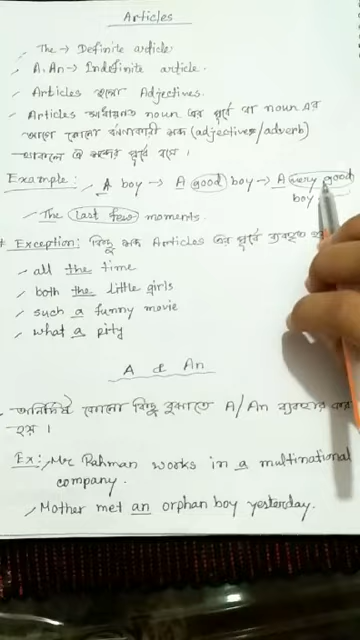 Articles
The → Definite article
A, An → Indefinite article.
Articles হলো Adjectives.
Articles সাধারনত noun এর পূর্বে বা noun এর
আগে কোনো বর্ণনাকারী শব্দ (adjectives/adverb)
থাকলে ঐ শব্দের পূর্বে বসে।
Example: A boy → A good boy → A very good
boy
The last few moments.
* Exception: কিছু শব্দ Articles এর পূর্বে ব্যবহৃত হ
all the time
both the little girls
such a funny movie
what a pity
A & An
অনির্দিষ্ট কোনো কিছু বুঝাতে A/An ব্যবহার
হয়।
Ex: Mr. Rahman works in a multinational
company.
Mother met an orphan boy yesterday.